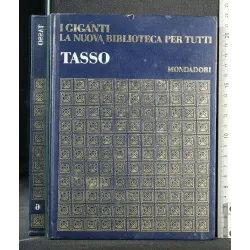 I GIGANTI
LA NUOVA BIBLIOTECA PER TUTTI
TASSO
MONDADORI
TASSO